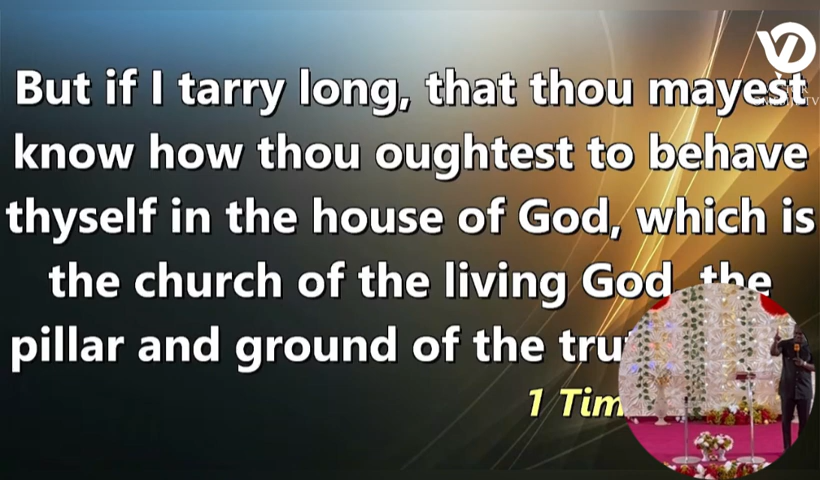 But if I tarry long, that thou mayest
know how thou oughtest to behave
thyself in the house of God, which is
the church of the living God, the
pillar and ground of the
1 Tim